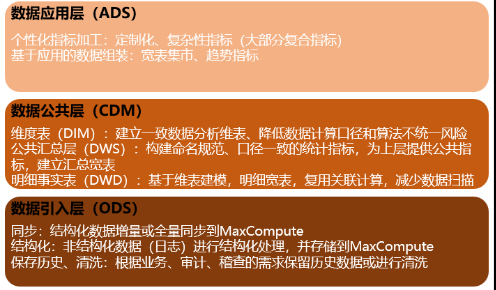 数据应用层（ADS）
个性化指标加工：定制化、复杂性指标（大部分复合指标）
基于应用的数据组装：宽表集市、趋势指标
数据公共层（CDM）
维度表（DIM）：建立一致数据分析维表、降低数据计算口径和算法不统一风险
公共汇总层（DWS）：构建命名规范、口径一致的统计指标，为上层提供公共指
标，建立汇总宽表
明细事实表（DWD）：基于维表建模，明细宽表，复用关联计算，减少数据扫描
数据引入层（ODS）
同步：结构化数据增量或全量同步到MaxCompute
结构化：非结构化数据（日志）进行结构化处理，并存储到MaxCompute
保存历史、清洗：根据业务、审计、稽查的需求保留历史数据或进行清洗